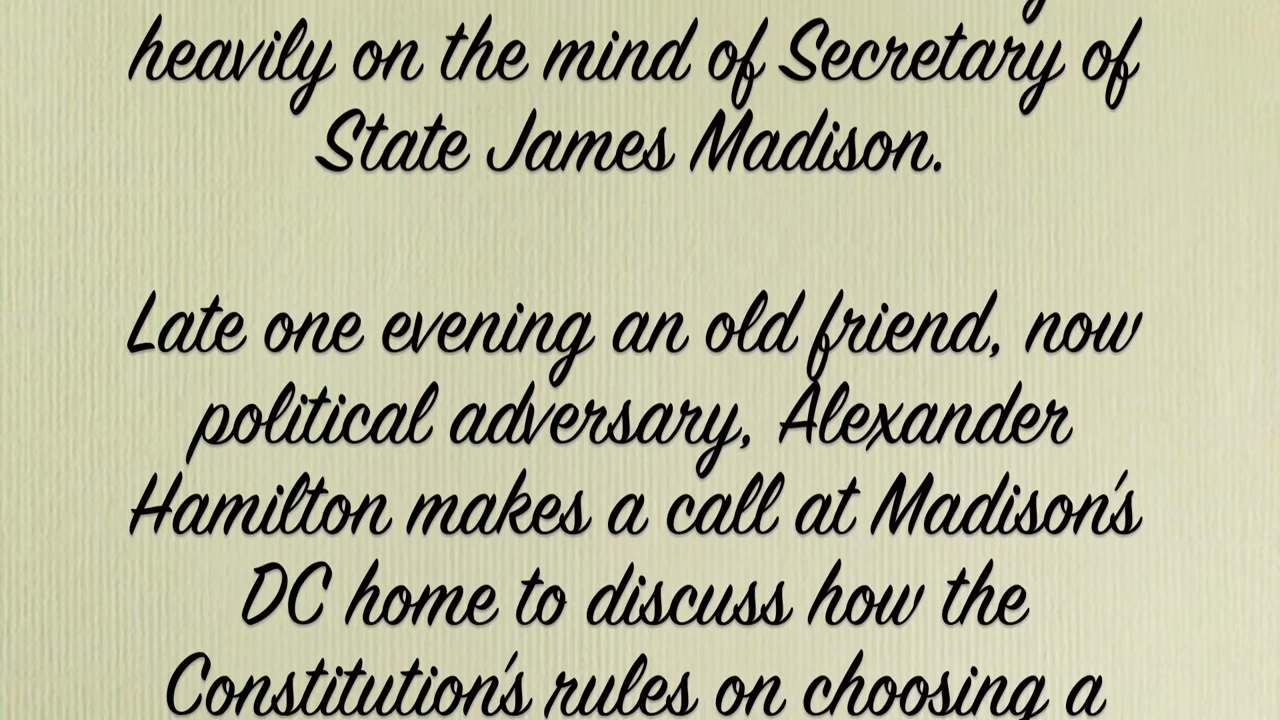 heavily on the mind of Secretary of
State James Madison.
Late one evening an old friend, now
political adversary, Alexander
Hamilton makes a call at Madison's
DC home to discuss how the
Constitution's rules on choosing a